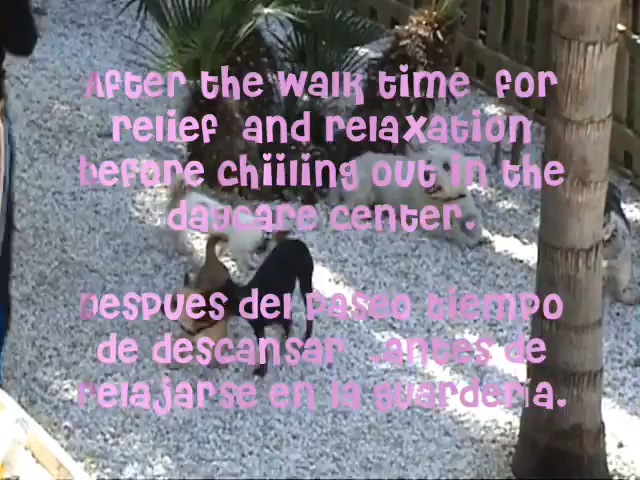 After the walk time for
relief and relaxation
before chiiling out in the
daycare center.
Despues del paseo tiempo
de descansar .antes de
relajarse en la guarderia.